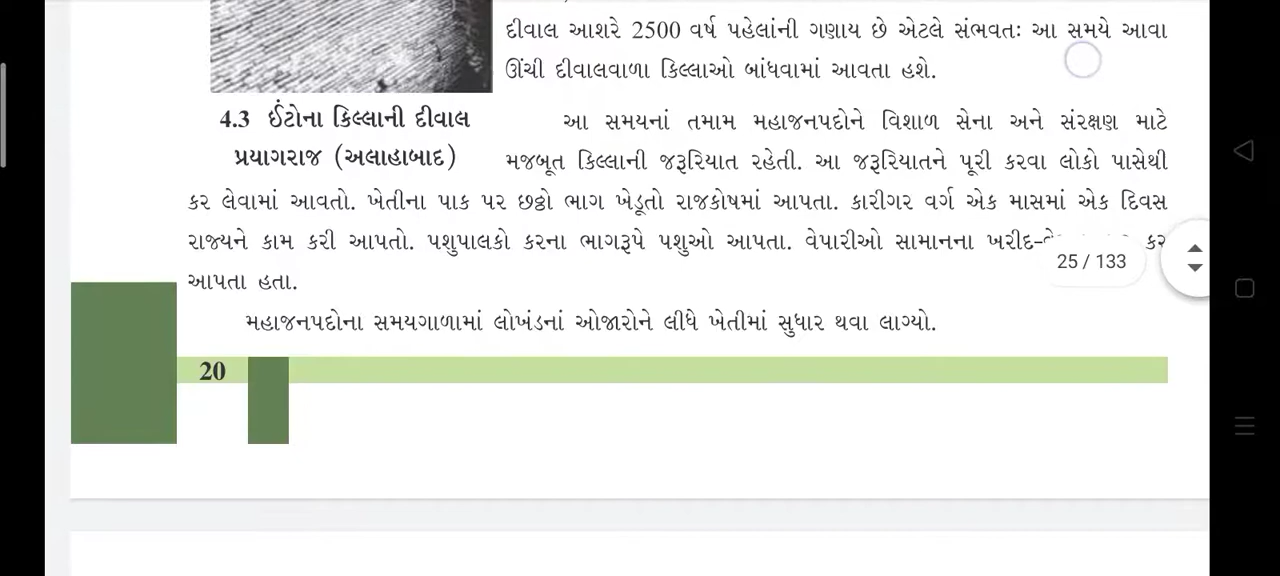 દીવાલ આશરે 2500 વર્ષ પહેલાંની ગણાય છે એટલે સંભવતઃ આ સમયે આવા
ઊંચી દીવાલવાળા કિલ્લાઓ બાંધવામાં આવતા હશે.
4.3 ઈંટોના કિલ્લાની દીવાલ
પ્રયાગરાજ (અલાહાબાદ)
આ સમયનાં તમામ મહાજનપદોને વિશાળ સેના અને સંરક્ષણ માટે
મજબૂત કિલ્લાની જરૂરિયાત રહેતી. આ જરૂરિયાતને પૂરી કરવા લોકો પાસેથી
કર લેવામાં આવતો. ખેતીના પાક પર છઠ્ઠો ભાગ ખેડૂતો રાજકોષમાં આપતા. કારીગર વર્ગ એક માસમાં એક દિવસ
રાજ્યને કામ કરી આપતો. પશુપાલકો કરના ભાગરૂપે પશુઓ આપતા. વેપારીઓ સામાનના ખરીદ- કર
25 / 133
આપતા હતા.
મહાજનપદોના સમયગાળામાં લોખંડનાં ઓજારોને લીધે ખેતીમાં સુધાર થવા લાગ્યો.
20